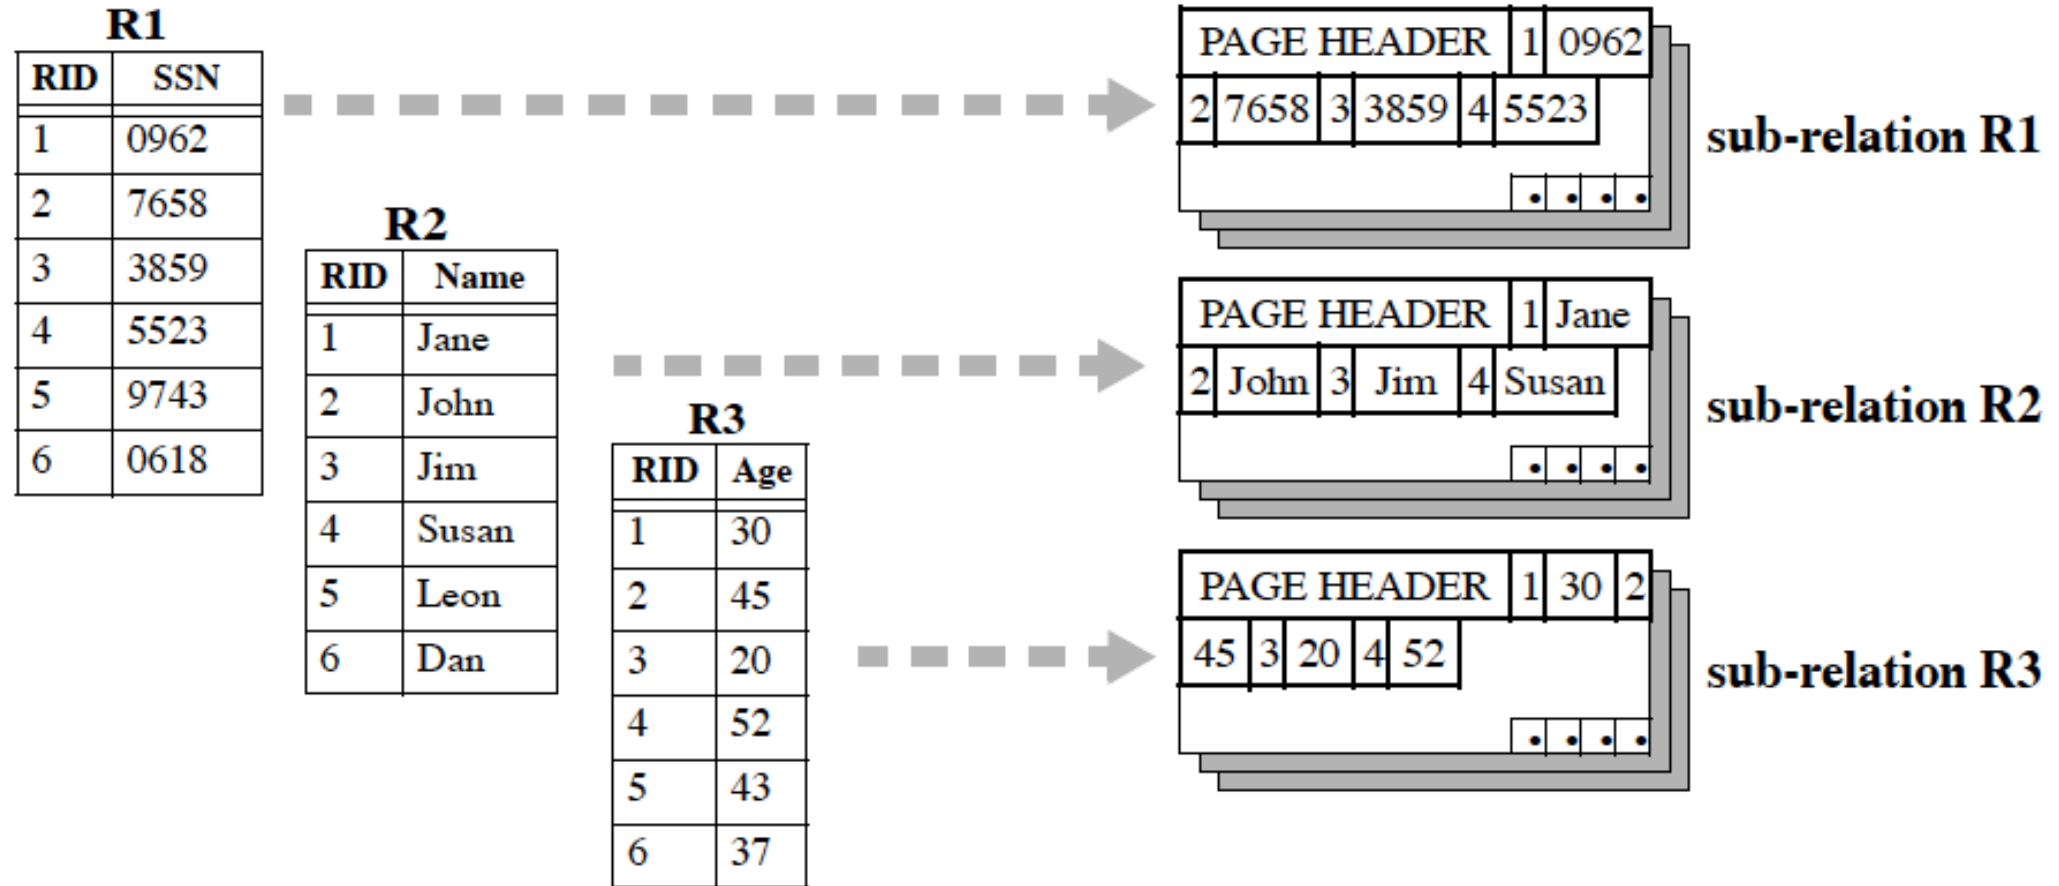 R1
RID SSN
1 0962
2 7658
3 3859
4 5523
5 9743
6 0618
R2
RID Name
1 Jane
2 John
3 Jim
4 Susan
5 Leon
6 Dan
R3
RID Age
1 30
2 45
3 20
4 52
5 43
6 37
PAGE HEADER 1 0962
2 7658 3 3859 4 5523
sub-relation R1
PAGE HEADER 1 Jane
2 John 3 Jim 4 Susan
sub-relation R2
PAGE HEADER 1 30 2
45 3 20 4 52
sub-relation R3